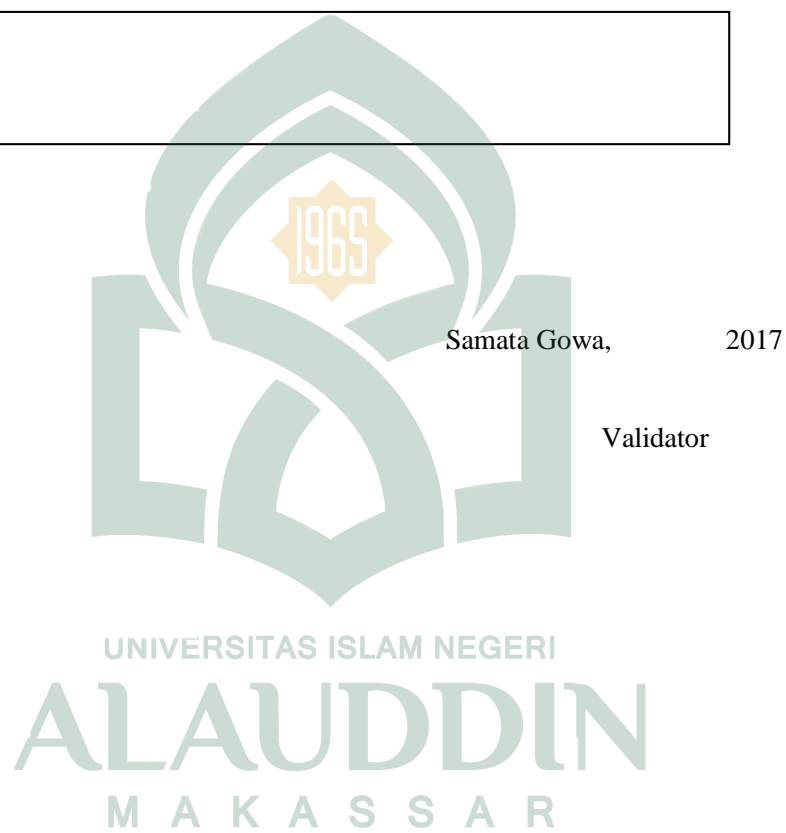 1965
Samata Gowa, 2017
Validator
UNIVERSITAS ISLAM NEGERI
ALAUDDIN
MAKASSAR